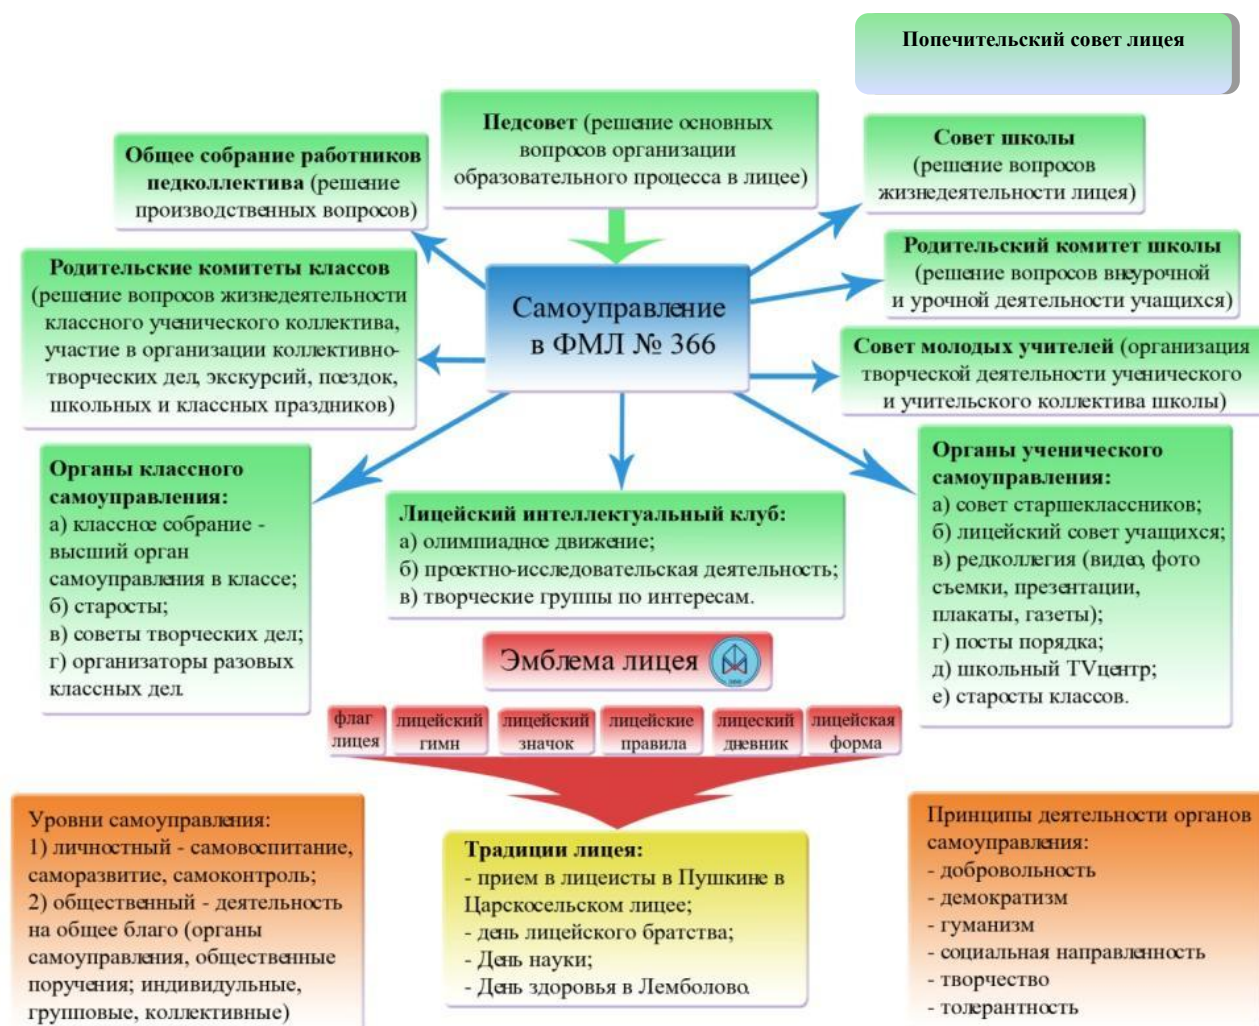 Попечительский совет лицея
Педсовет (решение основных
вопросов организации
образовательного процесса в лицее)
Общее собрание работников
педколлектива (решение
производственных вопросов)
Совет школы
(решение вопросов
жизнедеятельности лицея)
Родительские комитеты классов
(решение вопросов жизнедеятельности
классного ученического коллектива,
участие в организации коллективно-
творческих дел, экскурсий, поездок,
школьных и классных праздников)
Самоуправление
в ФМЛ № 366
Родительский комитет школы
(решение вопросов внеурочной
и урочной деятельности учащихся)
Совет молодых учителей (организация
творческой деятельности ученического
и учительского коллектива школы)
Органы классного
самоуправления:
а) классное собрание -
высший орган
самоуправления в классе;
б) старосты;
в) советы творческих дел;
г) организаторы разовых
классных дел.
Лицейский интеллектуальный клуб:
а) олимпиадное движение;
б) проектно-исследовательская деятельность;
в) творческие группы по интересам.
Органы ученического
самоуправления:
а) совет старшеклассников;
б) лицейский совет учащихся;
в) редколлегия (видео, фото
съемки, презентации,
плакаты, газеты);
г) посты порядка;
д) школьный TVцентр;
е) старосты классов.
Эмблема лицея
флаг
лицея
лицейский
гимн
лицейский
значок
лицейские
правила
лицеский
дневник
лицейская
форма
Уровни самоуправления:
1) личностный - самовоспитание,
саморазвитие, самоконтроль;
2) общественный - деятельность
на общее благо (органы
самоуправления, общественные
поручения; индивидульные,
групповые, коллективные)
Традиции лицея:
- прием в лицеисты в Пушкине в
Царскосельском лицее;
- день лицейского братства;
- День науки;
- День здоровья в Лемболово.
Принципы деятельности органов
самоуправления:
- добровольность
- демократизм
- гуманизм
- социальная направленность
- творчество
- толерантность